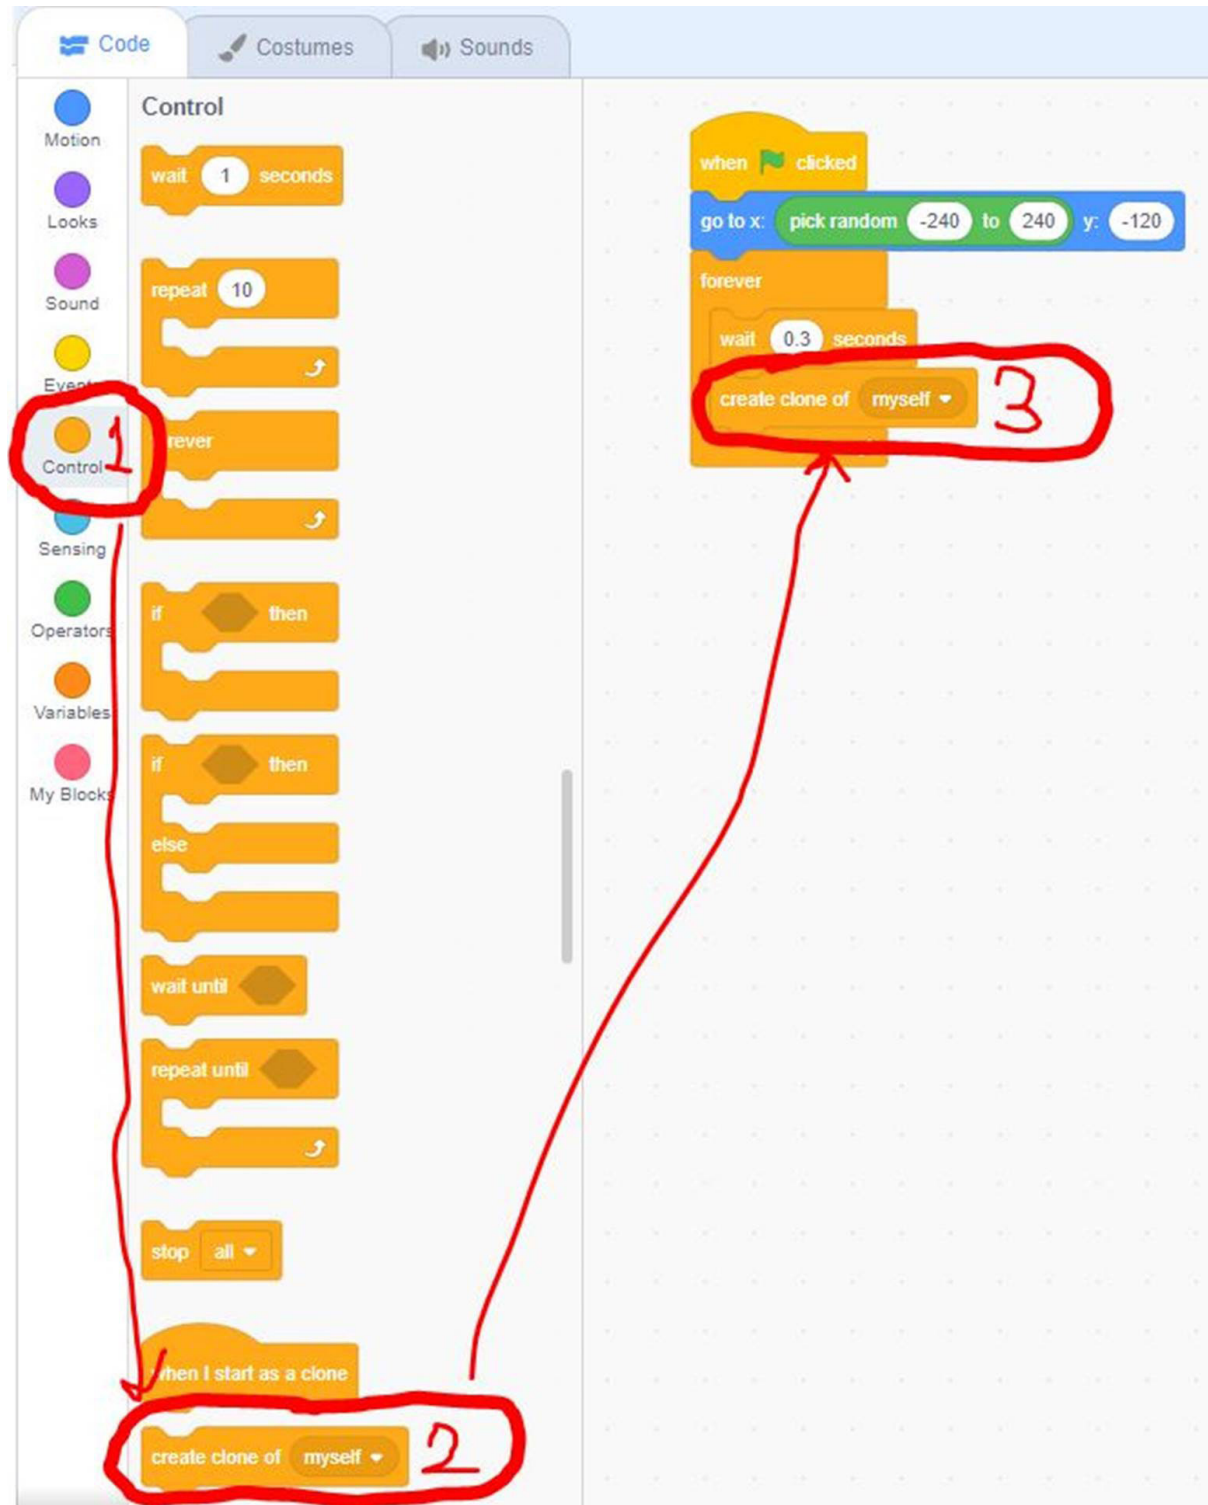 Code
Costumes
Sounds
Motion
Looks
Sound
Events
Control
Sensing
Operators
Variables
My Blocks
Control
wait 1 seconds
repeat 10
forever
if then
if then
else
wait until
repeat until
stop all
when I start as a clone
create clone of myself
when clicked
go to x: pick random -240 to 240 y: -120
forever
wait 0.3 seconds
create clone of myself
1
2
3